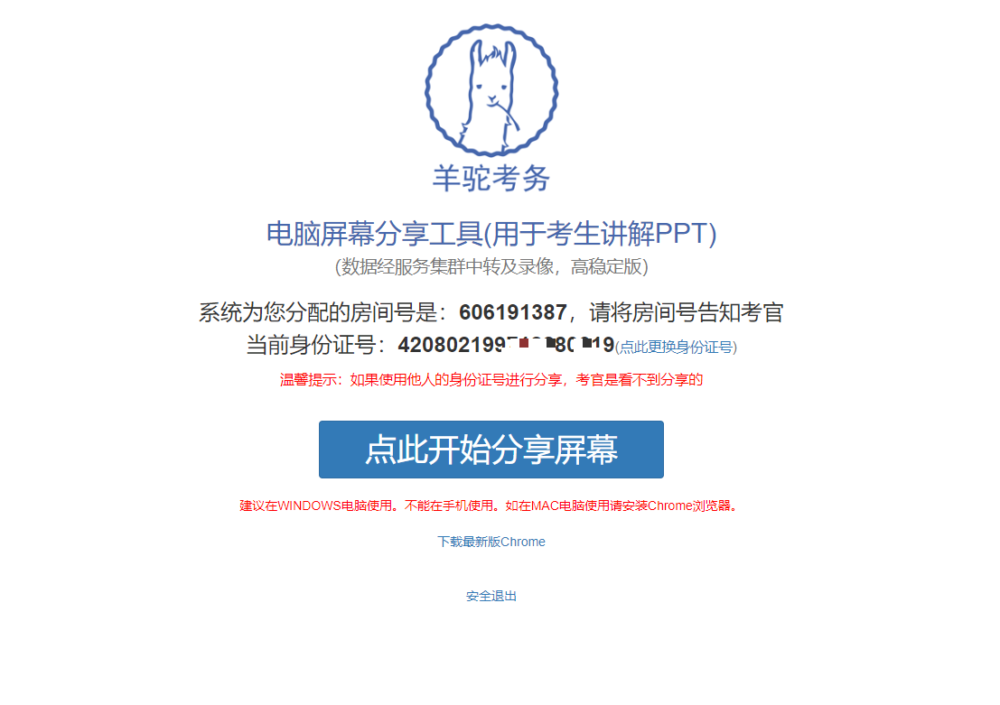 羊驼考务
电脑屏幕分享工具(用于考生讲解PPT)
(数据经服务集群中转及录像，高稳定版)
系统为您分配的房间号是：606191387，请将房间号告知考官
当前身份证号：(点此更换身份证号)
温馨提示：如果使用他人的身份证号进行分享，考官是看不到分享的
点此开始分享屏幕
建议在WINDOWS电脑使用。不能在手机使用。如在MAC电脑使用请安装Chrome浏览器。
下载最新版Chrome
安全退出